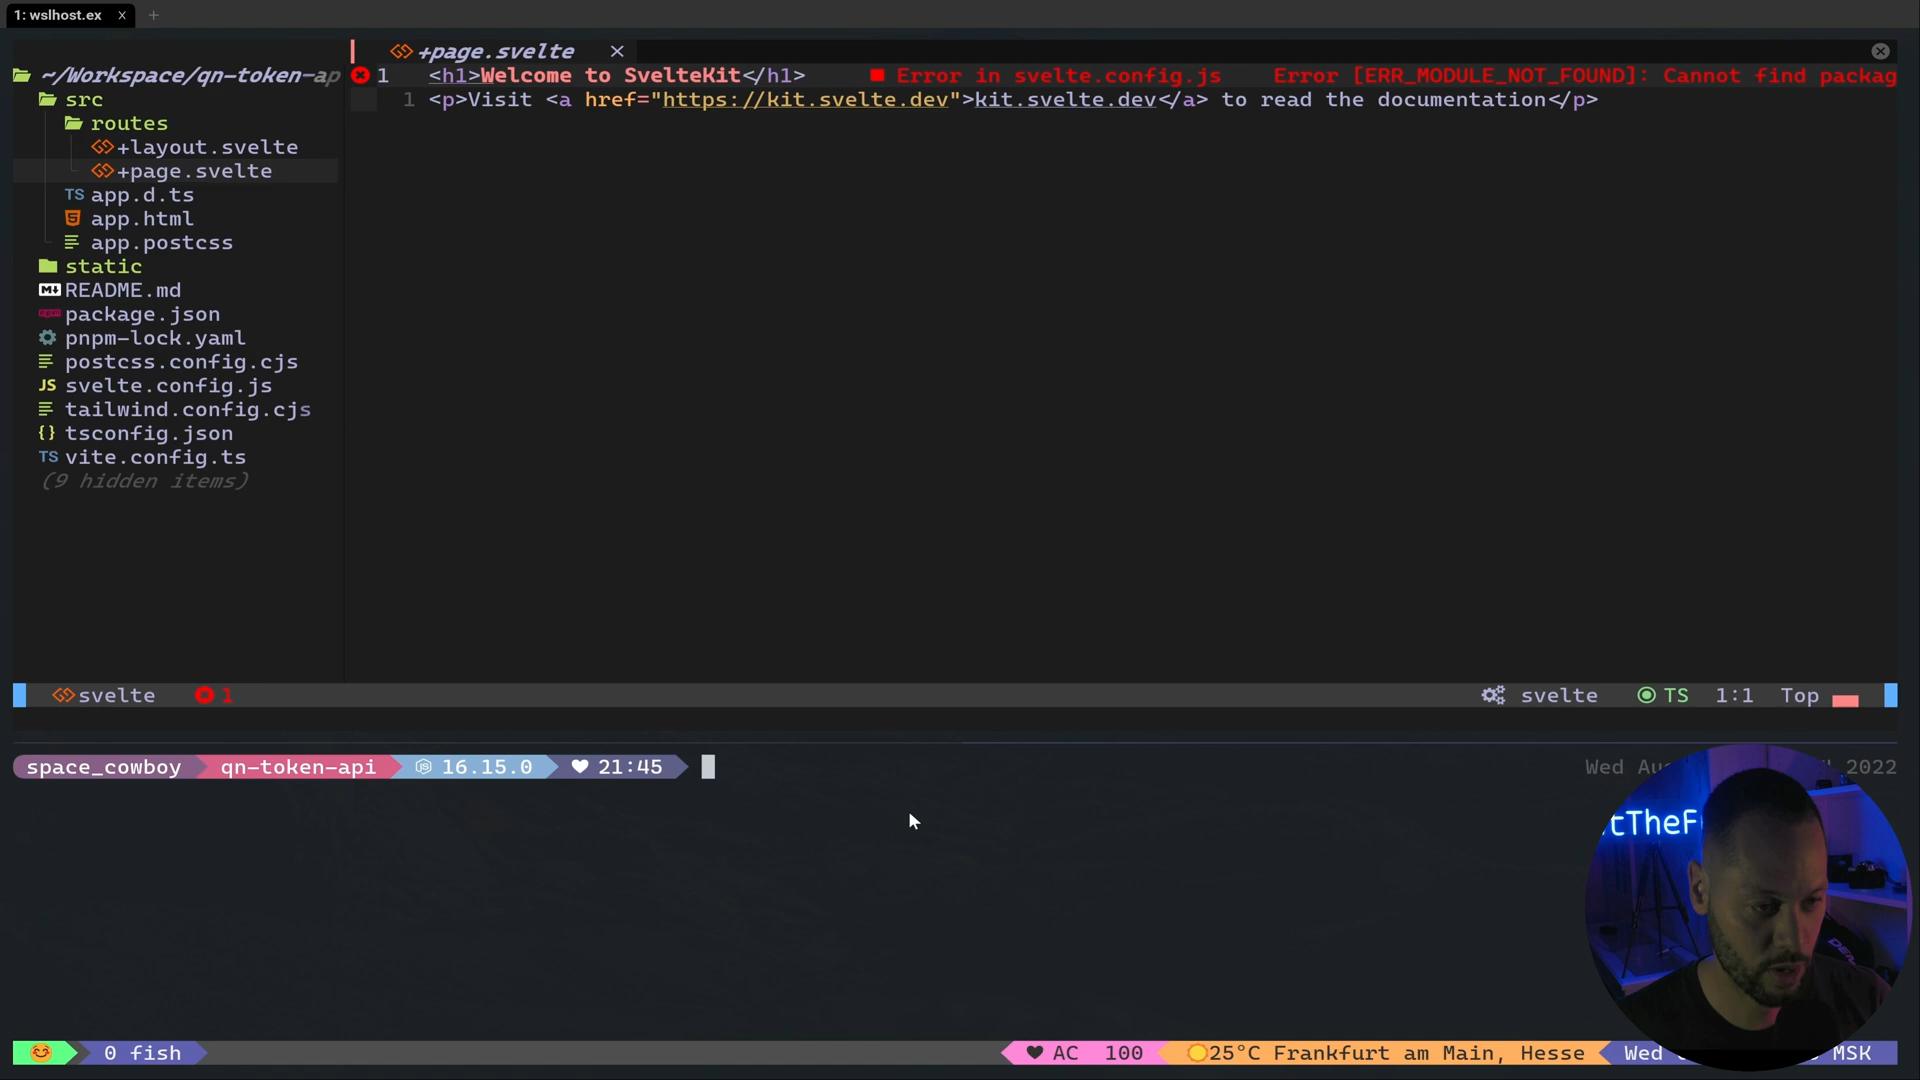 1: wslhost.ex x +
+page.svelte ×
~/Workspace/qn-token-ap
1 <h1>Welcome to SvelteKit</h1> ■ Error in svelte.config.js Error [ERR_MODULE_NOT_FOUND]: Cannot find packag
src
1 <p>Visit <a href="https://kit.svelte.dev">kit.svelte.dev</a> to read the documentation</p>
routes
+layout.svelte
+page.svelte
TS app.d.ts
app.html
app.postcss
static
README.md
package.json
pnpm-lock.yaml
postcss.config.cjs
JS svelte.config.js
tailwind.config.cjs
{} tsconfig.json
TS vite.config.ts
(9 hidden items)
svelte 1 svelte TS 1:1 Top
space_cowboy qn-token-api 16.15.0 ♥ 21:45 Wed 2022
tTheF
0 fish ♥ AC 100 25°C Frankfurt am Main, Hesse Wed MSK